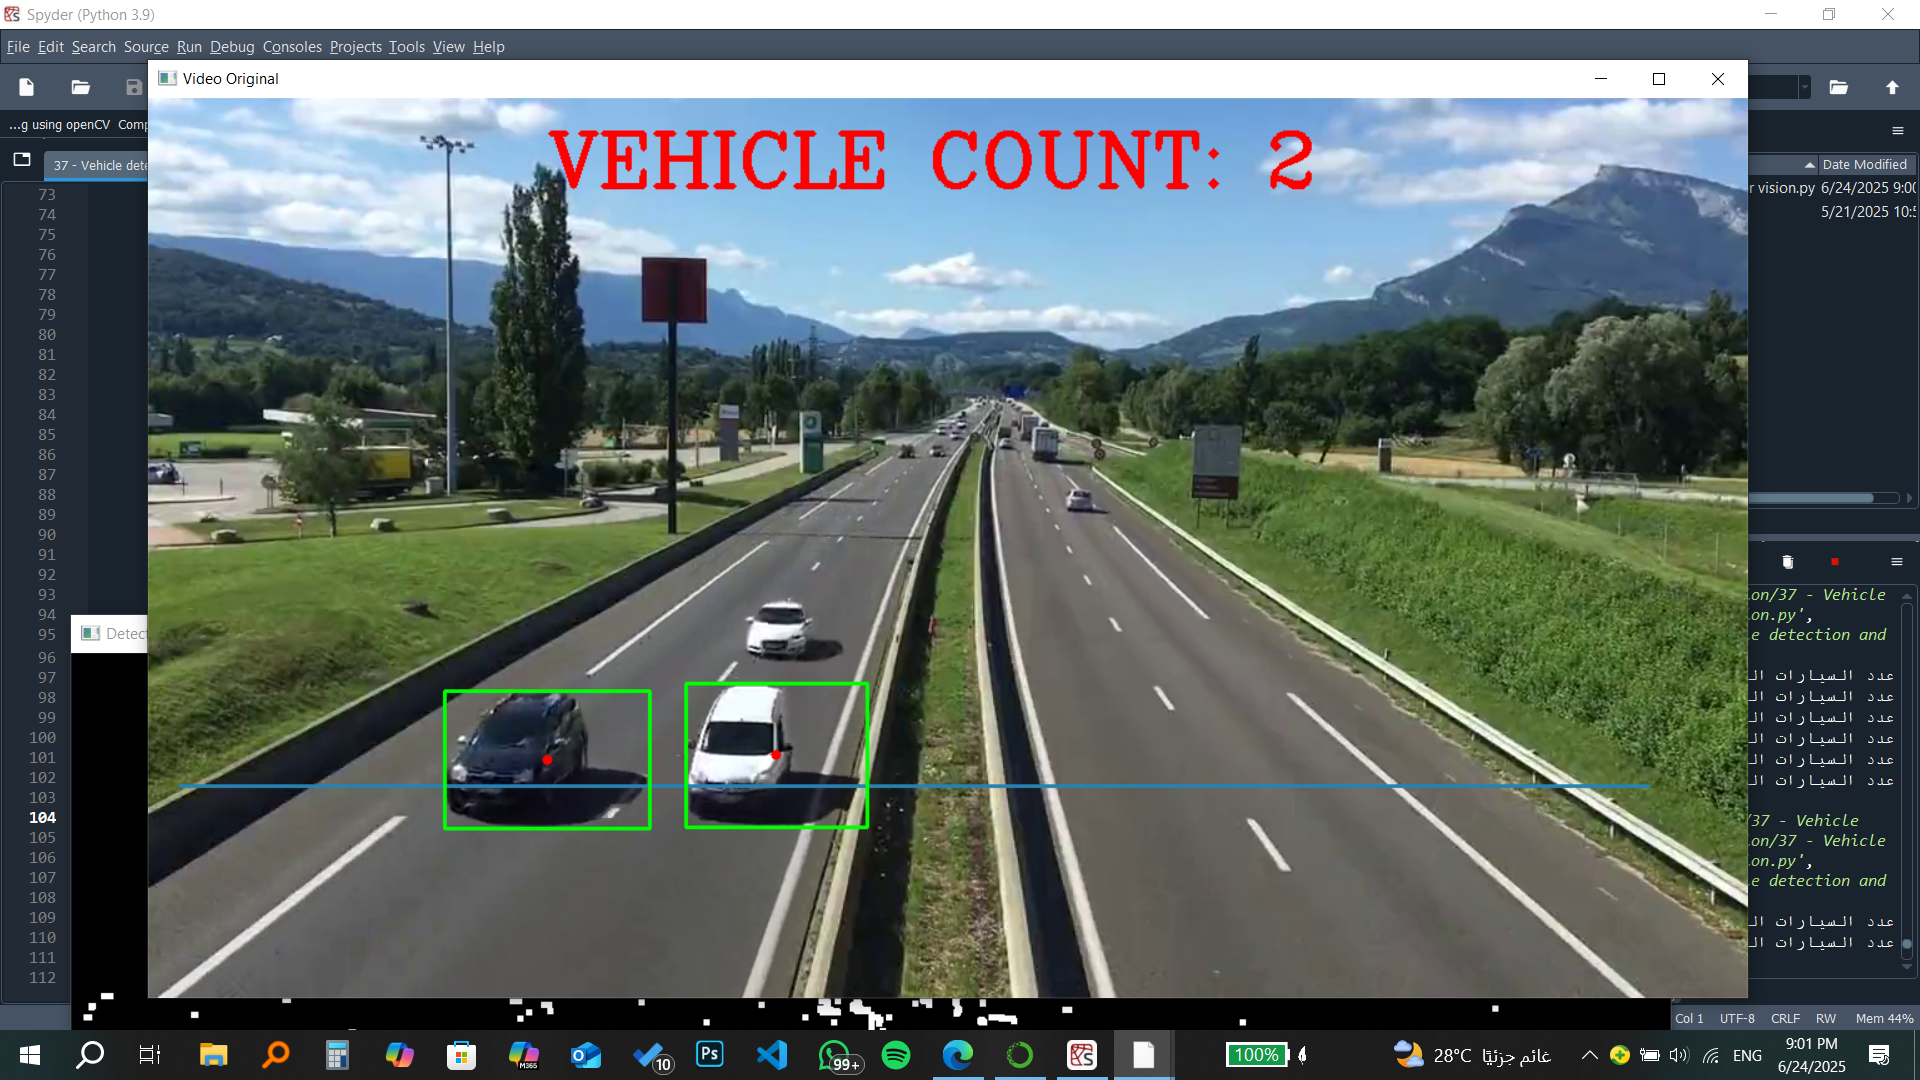 Spyder (Python 3.9)
File Edit Search Source Run Debug Consoles Projects Tools View Help
Video Original
...g using openCV Comp
VEHICLE COUNT: 2
37 - Vehicle dete
Date Modified
r vision.py 6/24/2025 9:00
5/21/2025 10:5
73
74
75
76
77
78
79
80
81
82
83
84
85
86
87
88
89
90
91
92
93
94
95
96
97
98
99
100
101
102
103
104
105
106
107
108
109
110
111
112
Detect
on/37 - Vehicle
on.py',
e detection and
عدد السيارات ال
عدد السيارات ال
عدد السيارات ال
عدد السيارات ال
عدد السيارات ال
عدد السيارات ال
/37 - Vehicle
on/37 - Vehicle
on.py',
e detection and
عدد السيارات ال
عدد السيارات ال
Col 1 UTF-8 CRLF RW Mem 44%
M365
10
Ps
99+
100%
28°C غائم جزئيًا
ENG
9:01 PM
6/24/2025